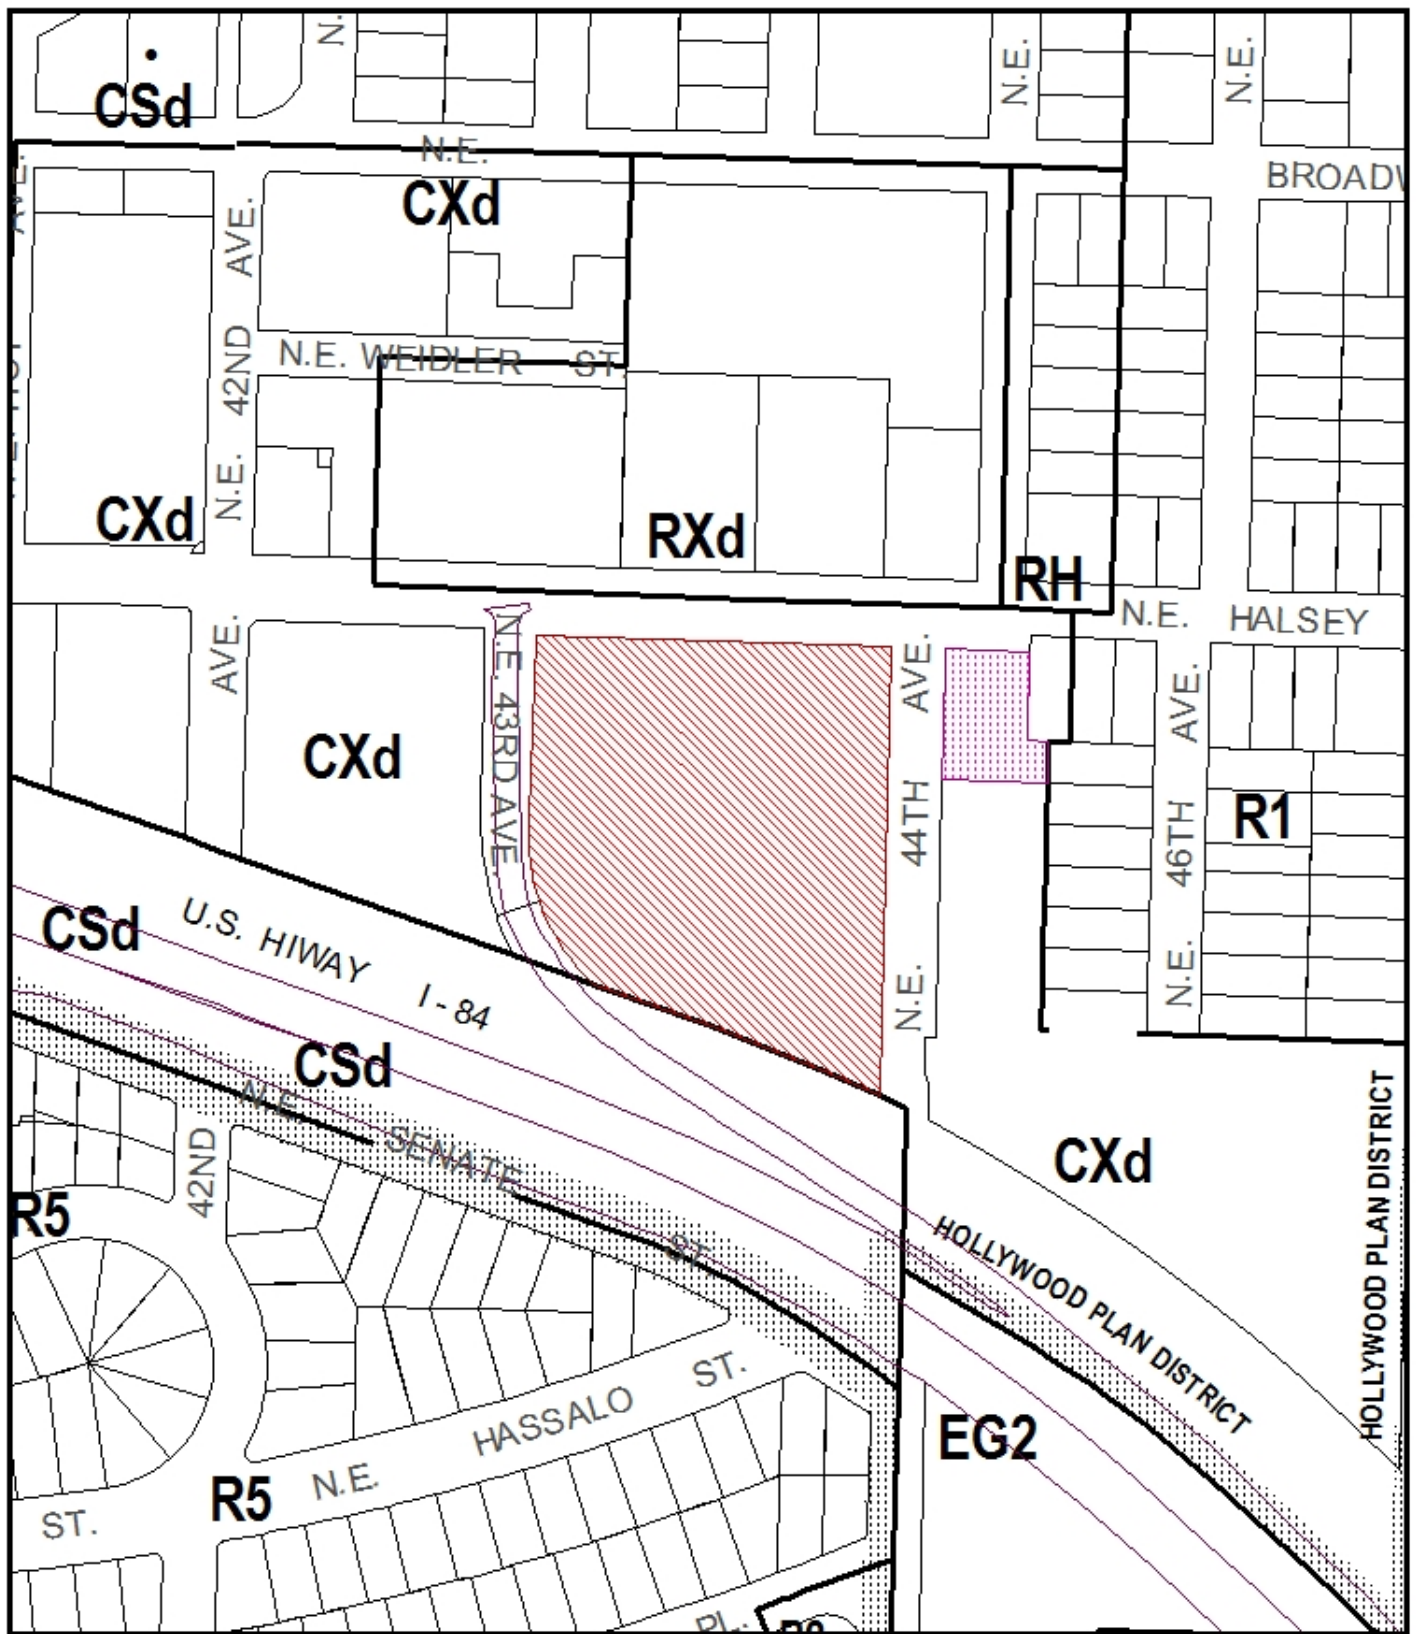 N.
N.E.
N.E.
CSd
N.E.
BROADW
AVE.
CXd
AVE.
42ND
N.E.
N.E. WEIDLER ST.
CXd
RXd
RH
N.E. HALSEY
AVE.
N.E. 43RD AVE.
AVE.
44TH
N.E.
AVE.
46TH
N.E.
CXd
R1
CSd
U.S. HIWAY I - 84
CSd
N.E. SENATE ST.
42ND
R5
CXd
HOLLYWOOD PLAN DISTRICT
HOLLYWOOD PLAN DISTRICT
EG2
N.E. HASSALO ST.
R5
ST.
PL.